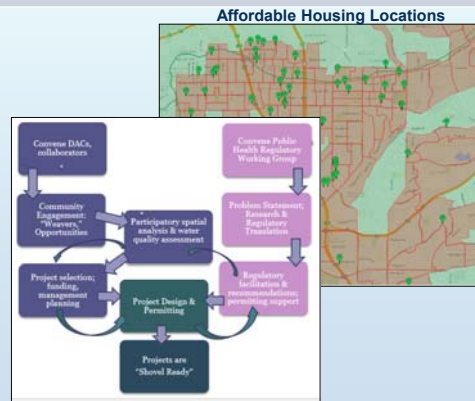 Affordable Housing Locations
Convene DACs,
collaborators
Convene Public
Health Regulatory
Working Group
Community
Engagement:
"Weavers,"
Opportunities
Participatory spatial
analysis & water
quality assessment
Problem Statement;
Research &
Regulatory
Translation
Project selection;
funding,
management
planning
Project Design &
Permitting
Regulatory
facilitation &
recommendations;
permitting support
Projects are
"Shovel Ready"